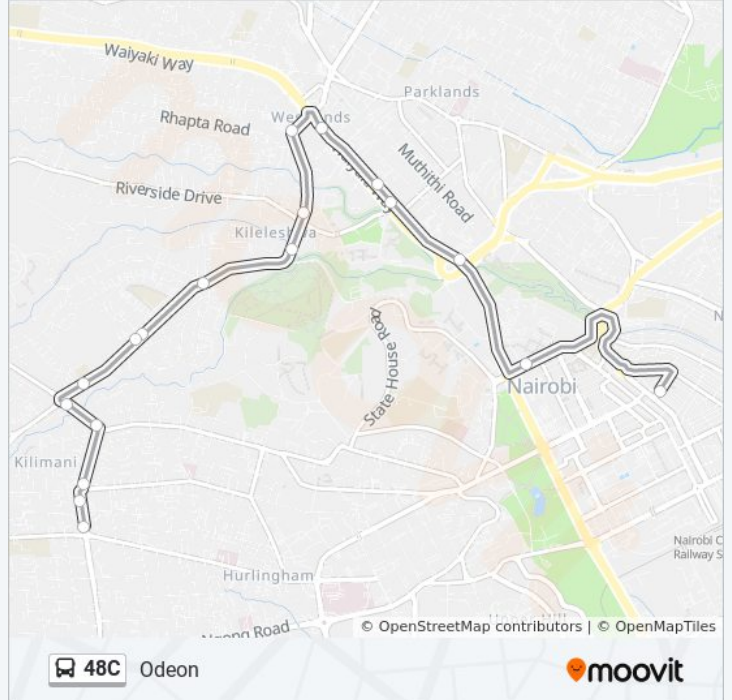 Waiyaki Way
Parklands
Westlands
Rhapta Road
Muthithi Road
Riverside Drive
Kileleshwa
State House Road
Nairobi
Kilimani
Nairobi C
Railway S
Hurlingham
Ngong Road
© OpenStreetMap contributors | © OpenMapTiles
48C Odeon
moovit